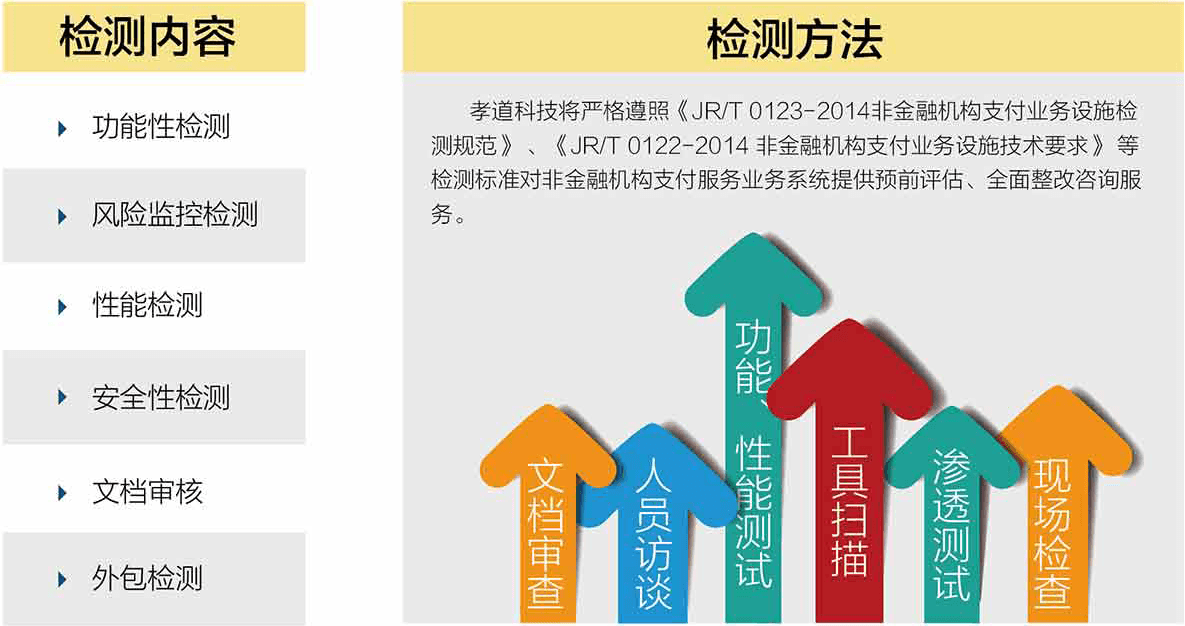 检测内容
功能性检测
风险监控检测
性能检测
安全性检测
文档审核
外包检测
检测方法
孝道科技将严格遵照《JR/T 0123-2014非金融机构支付业务设施检
测规范》、《JR/T 0122-2014 非金融机构支付业务设施技术要求》等
检测标准对非金融机构支付服务业务系统提供预前评估、全面整改咨询服
务。
文档审查
人员访谈
功能、性能测试
工具扫描
渗透测试
现场检查